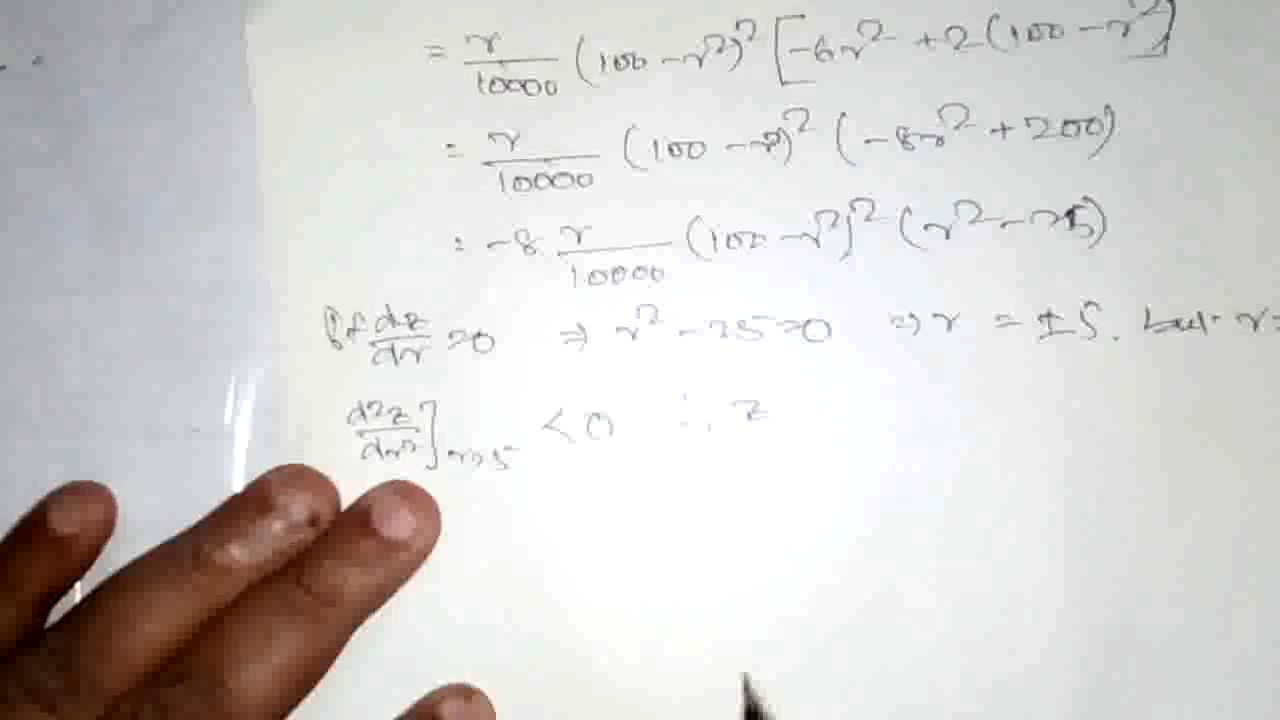 = r/10000 (100 - r²)² [-6r² + 2(100 - r²)]
= r/10000 (100 - r²)² (-8r² + 200)
= -8 r/10000 (100 - r²)² (r² - 25)
If dz/dr = 0 ⇒ r² - 25 = 0 ⇒ r = ±5. but r =
d²z/dr²]r=5 < 0 ∴ z